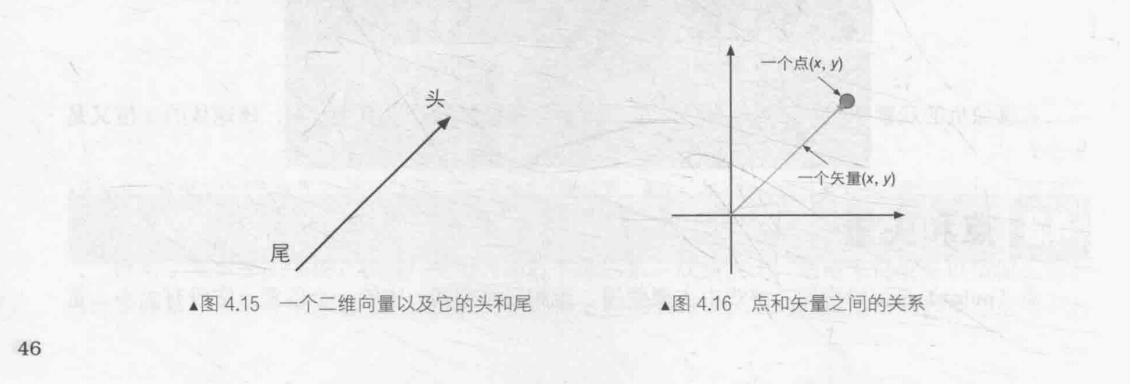 头
尾
▲图 4.15 一个二维向量以及它的头和尾
一个点(x, y)
一个矢量(x, y)
▲图 4.16 点和矢量之间的关系
46